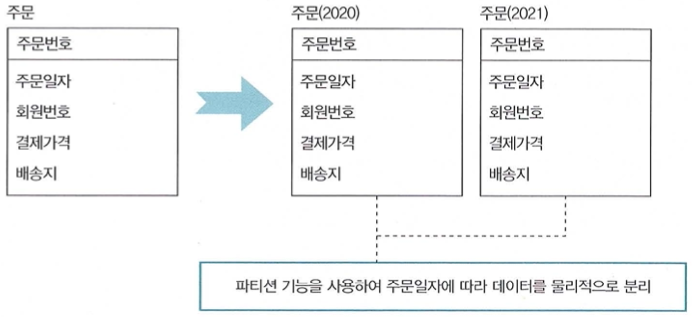 주문
주문번호
주문일자
회원번호
결제가격
배송지
주문(2020)
주문번호
주문일자
회원번호
결제가격
배송지
주문(2021)
주문번호
주문일자
회원번호
결제가격
배송지
파티션 기능을 사용하여 주문일자에 따라 데이터를 물리적으로 분리